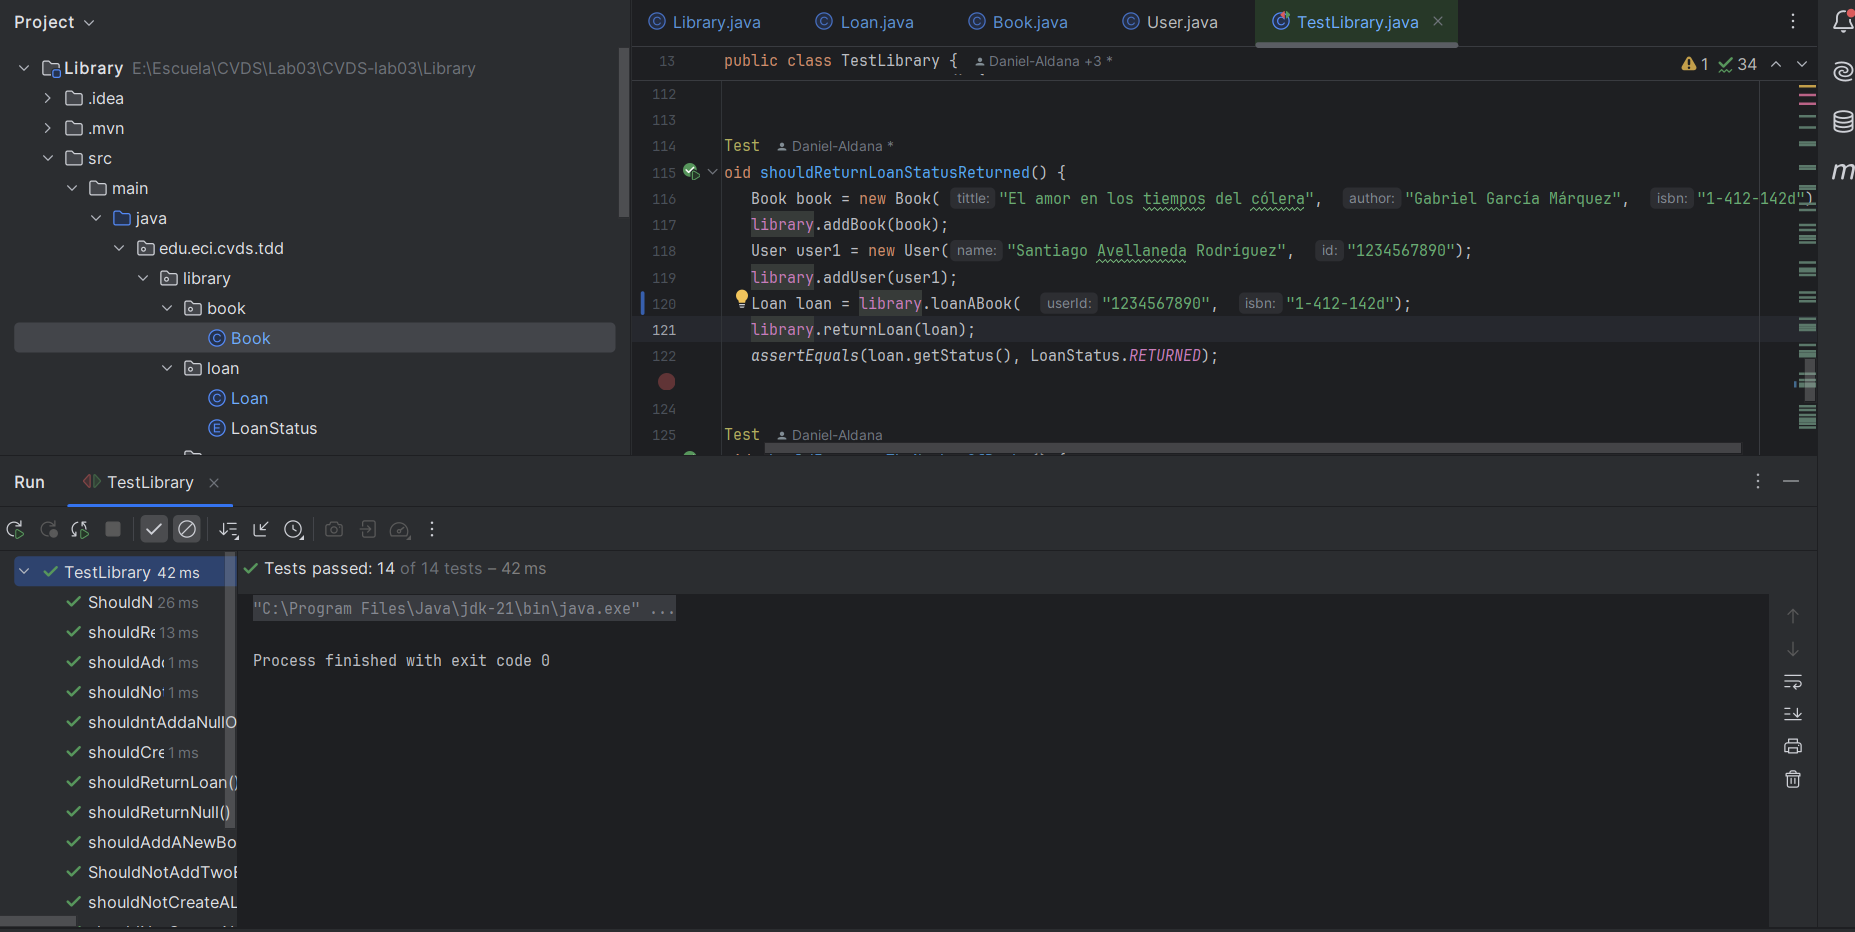 Project
Library E:\Escuela\CVDS\Lab03\CVDS-lab03\Library
.idea
.mvn
src
main
java
edu.eci.cvds.tdd
library
book
Book
loan
Loan
LoanStatus
Library.java Loan.java Book.java User.java TestLibrary.java
13 public class TestLibrary { Daniel-Aldana +3 *
1 34
112
113
114 Test Daniel-Aldana *
115 oid shouldReturnLoanStatusReturned() {
116 Book book = new Book( tittle: "El amor en los tiempos del cólera", author: "Gabriel García Márquez", isbn: "1-412-142d")
117 library.addBook(book);
118 User user1 = new User( name: "Santiago Avellaneda Rodríguez", id: "1234567890");
119 library.addUser(user1);
120 Loan loan = library.loanABook( userId: "1234567890", isbn: "1-412-142d");
121 library.returnLoan(loan);
122 assertEquals(loan.getStatus(), LoanStatus.RETURNED);
124
125 Test Daniel-Aldana
Run TestLibrary
TestLibrary 42 ms
ShouldN 26 ms
shouldRe 13 ms
shouldAdd 1 ms
shouldNot 1 ms
shouldntAddaNullO
shouldCre 1 ms
shouldReturnLoan()
shouldReturnNull()
shouldAddANewBo
ShouldNotAddTwoB
shouldNotCreateAL
Tests passed: 14 of 14 tests – 42 ms
"C:\Program Files\Java\jdk-21\bin\java.exe" ...
Process finished with exit code 0
m